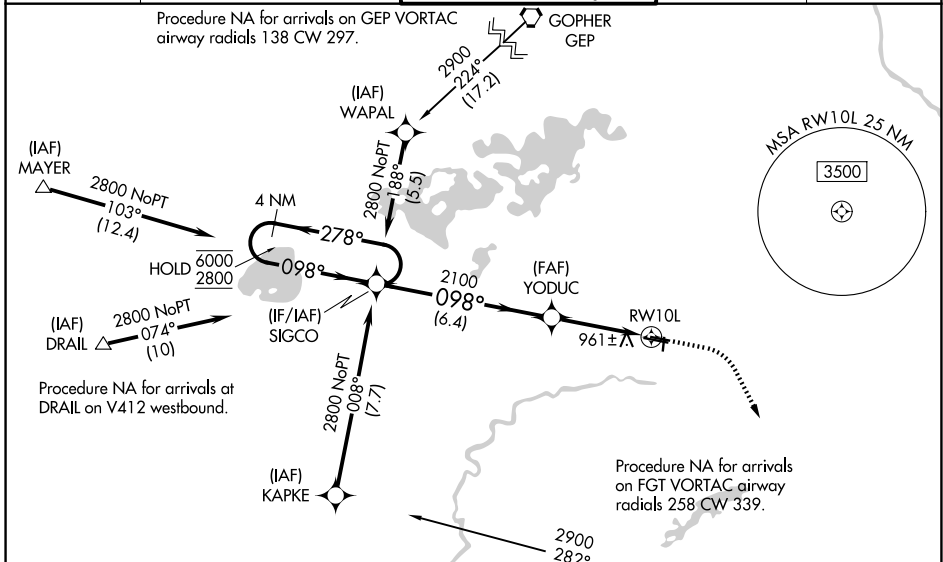 Procedure NA for arrivals on GEP VORTAC
airway radials 138 CW 297.
GOPHER
GEP
2900
224°
(17.2)
(IAF)
WAPAL
2800 NoPT
188°
(5.5)
MSA RW10L 25 NM
3500
(IAF)
MAYER
2800 NoPT
103°
(12.4)
4 NM
278°
HOLD
6000
2800
098°
(IF/IAF)
SIGCO
2100
098°
(6.4)
(FAF)
YODUC
RW10L
961±
(IAF)
DRAIL
2800 NoPT
074°
(10)
Procedure NA for arrivals at
DRAIL on V412 westbound.
2800 NoPT
008°
(7.7)
(IAF)
KAPKE
Procedure NA for arrivals
on FGT VORTAC airway
radials 258 CW 339.
2900
282°